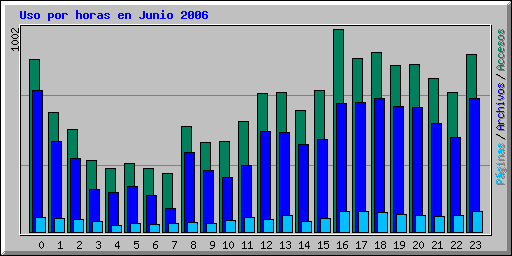 Uso por horas en Junio 2006
1002
Páginas / Archivos / Accesos
0 1 2 3 4 5 6 7 8 9 10 11 12 13 14 15 16 17 18 19 20 21 22 23